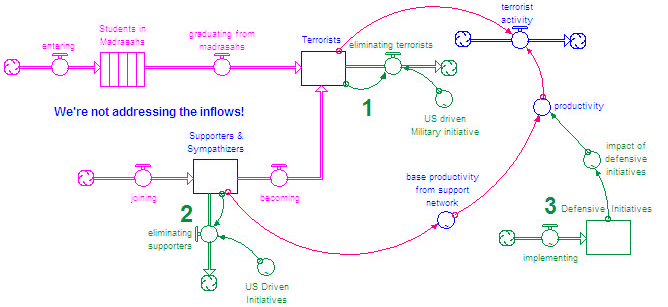 terrorist
activity
Students in
Madrasahs
entering
graduating from
madrasahs
Terrorists
eliminating terrorists
1
US driven
Military initiative
We're not addressing the inflows!
productivity
Supporters &
Sympathizers
impact of
defensive
initiatives
joining
becoming
base productivity
from support
network
2
eliminating
supporters
3
Defensive Initiatives
implementing
US Driven
Initiatives